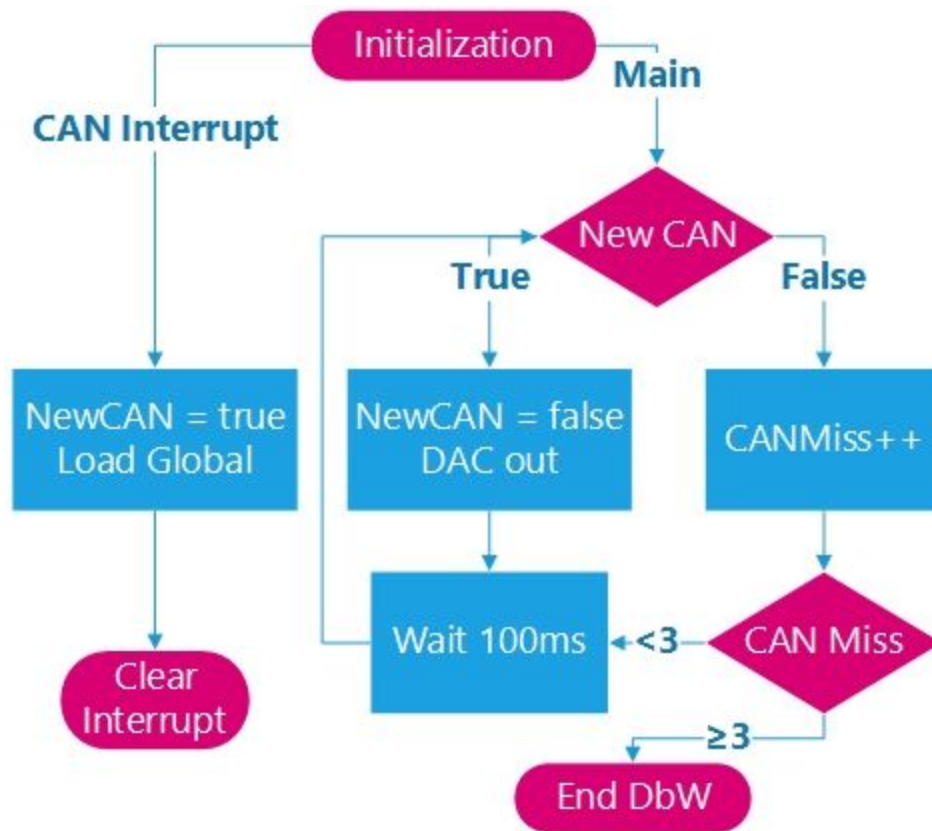 Initialization
Main
CAN Interrupt
New CAN
True
False
NewCAN = true
Load Global
NewCAN = false
DAC out
CANMiss++
Wait 100ms
<3
CAN Miss
Clear
Interrupt
≥3
End DbW